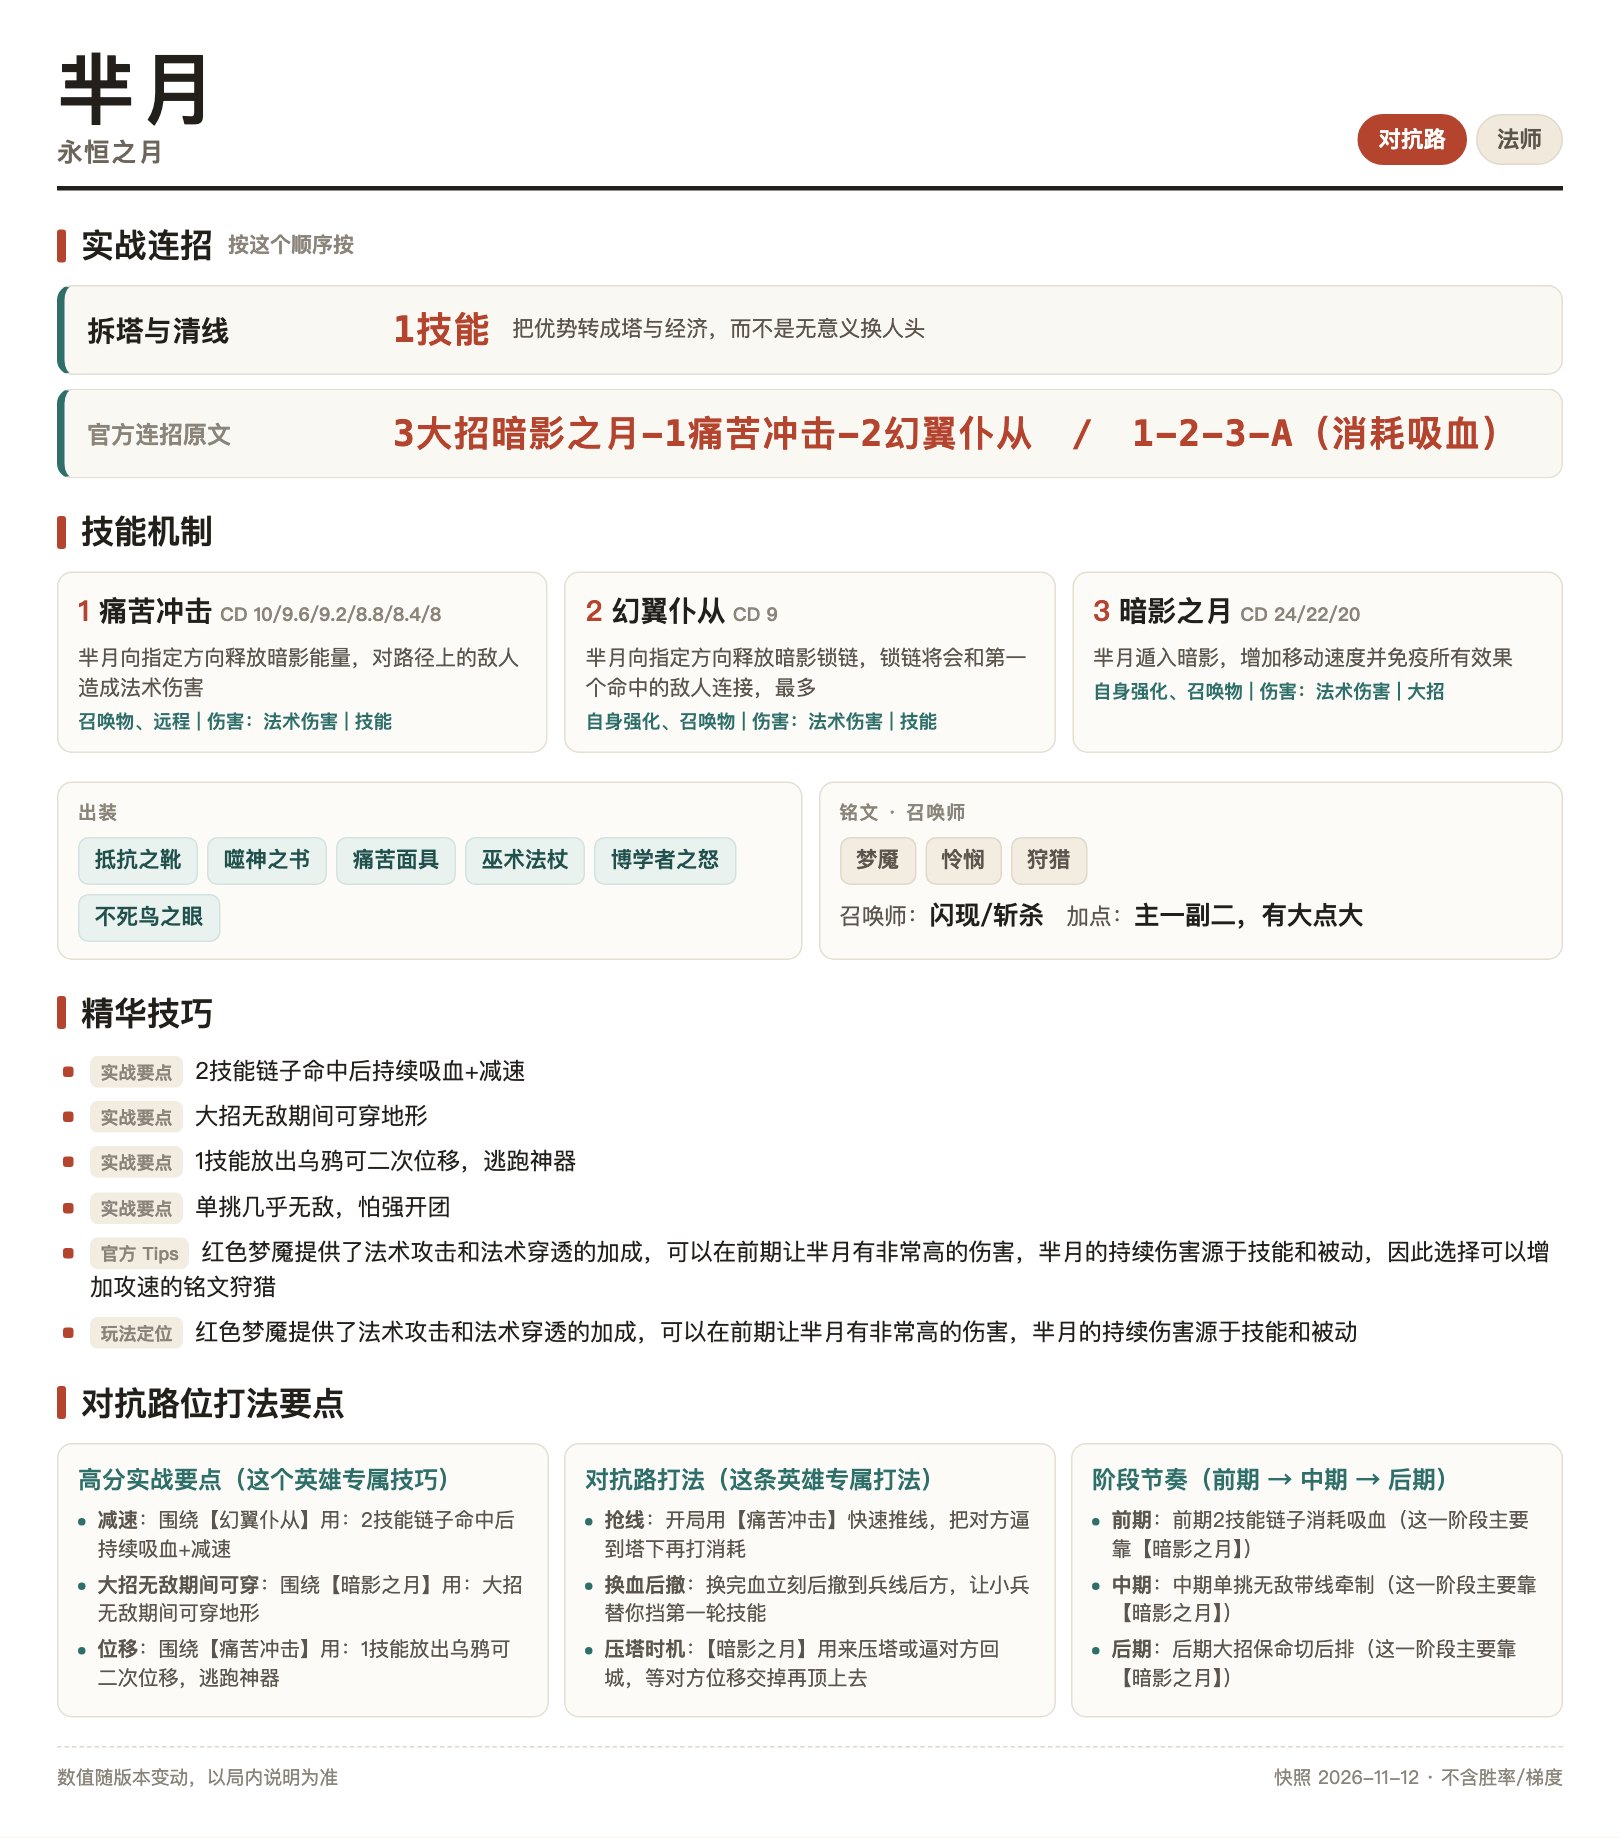 芈月
永恒之月
对抗路 法师
实战连招 按这个顺序按
拆塔与清线 1技能 把优势转成塔与经济，而不是无意义换人头
官方连招原文 3大招暗影之月–1痛苦冲击–2幻翼仆从 / 1–2–3–A（消耗吸血）
技能机制
1 痛苦冲击 CD 10/9.6/9.2/8.8/8.4/8
芈月向指定方向释放暗影能量，对路径上的敌人
造成法术伤害
召唤物、远程 | 伤害：法术伤害 | 技能
2 幻翼仆从 CD 9
芈月向指定方向释放暗影锁链，锁链将会和第一
个命中的敌人连接，最多
自身强化、召唤物 | 伤害：法术伤害 | 技能
3 暗影之月 CD 24/22/20
芈月遁入暗影，增加移动速度并免疫所有效果
自身强化、召唤物 | 伤害：法术伤害 | 大招
出装
抵抗之靴 噬神之书 痛苦面具 巫术法杖 博学者之怒
不死鸟之眼
铭文 · 召唤师
梦魇 怜悯 狩猎
召唤师：闪现/斩杀 加点：主一副二，有大点大
精华技巧
实战要点 2技能链子命中后持续吸血+减速
实战要点 大招无敌期间可穿地形
实战要点 1技能放出乌鸦可二次位移，逃跑神器
实战要点 单挑几乎无敌，怕强开团
官方 Tips 红色梦魇提供了法术攻击和法术穿透的加成，可以在前期让芈月有非常高的伤害，芈月的持续伤害源于技能和被动，因此选择可以增
加攻速的铭文狩猎
玩法定位 红色梦魇提供了法术攻击和法术穿透的加成，可以在前期让芈月有非常高的伤害，芈月的持续伤害源于技能和被动
对抗路位打法要点
高分实战要点（这个英雄专属技巧）
减速：围绕【幻翼仆从】用：2技能链子命中后
持续吸血+减速
大招无敌期间可穿：围绕【暗影之月】用：大招
无敌期间可穿地形
位移：围绕【痛苦冲击】用：1技能放出乌鸦可
二次位移，逃跑神器
对抗路打法（这条英雄专属打法）
抢线：开局用【痛苦冲击】快速推线，把对方逼
到塔下再打消耗
换血后撤：换完血立刻后撤到兵线后方，让小兵
替你挡第一轮技能
压塔时机：【暗影之月】用来压塔或逼对方回
城，等对方位移交掉再顶上去
阶段节奏（前期 → 中期 → 后期）
前期：前期2技能链子消耗吸血（这一阶段主要
靠【暗影之月】）
中期：中期单挑无敌带线牵制（这一阶段主要靠
【暗影之月】）
后期：后期大招保命切后排（这一阶段主要靠
【暗影之月】）
数值随版本变动，以局内说明为准
快照 2026–11–12 · 不含胜率/梯度